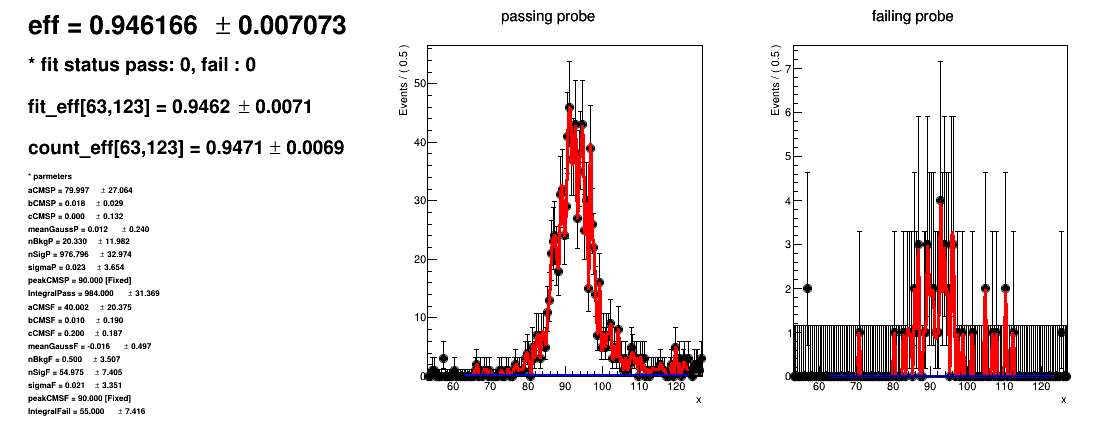 eff = 0.946166 ± 0.007073
* fit status pass: 0, fail : 0
fit_eff[63,123] = 0.9462 ± 0.0071
count_eff[63,123] = 0.9471 ± 0.0069
* parmeters
aCMSP = 79.997 ± 27.064
bCMSP = 0.018 ± 0.029
cCMSP = 0.000 ± 0.132
meanGaussP = 0.012 ± 0.240
nBkgP = 20.330 ± 11.982
nSigP = 976.796 ± 32.974
sigmaP = 0.023 ± 3.654
peakCMSP = 90.000 [Fixed]
IntegralPass = 984.000 ± 31.369
aCMSF = 40.002 ± 20.375
bCMSF = 0.010 ± 0.190
cCMSF = 0.200 ± 0.187
meanGaussF = -0.016 ± 0.497
nBkgF = 0.500 ± 3.507
nSigF = 54.975 ± 7.405
sigmaF = 0.021 ± 3.351
peakCMSF = 90.000 [Fixed]
IntegralFail = 55.000 ± 7.416
passing probe
Events / ( 0.5 )
50
40
30
20
10
0
60 70 80 90 100 110 120
x
failing probe
Events / ( 0.5 )
7
6
5
4
3
2
1
0
60 70 80 90 100 110 120
x